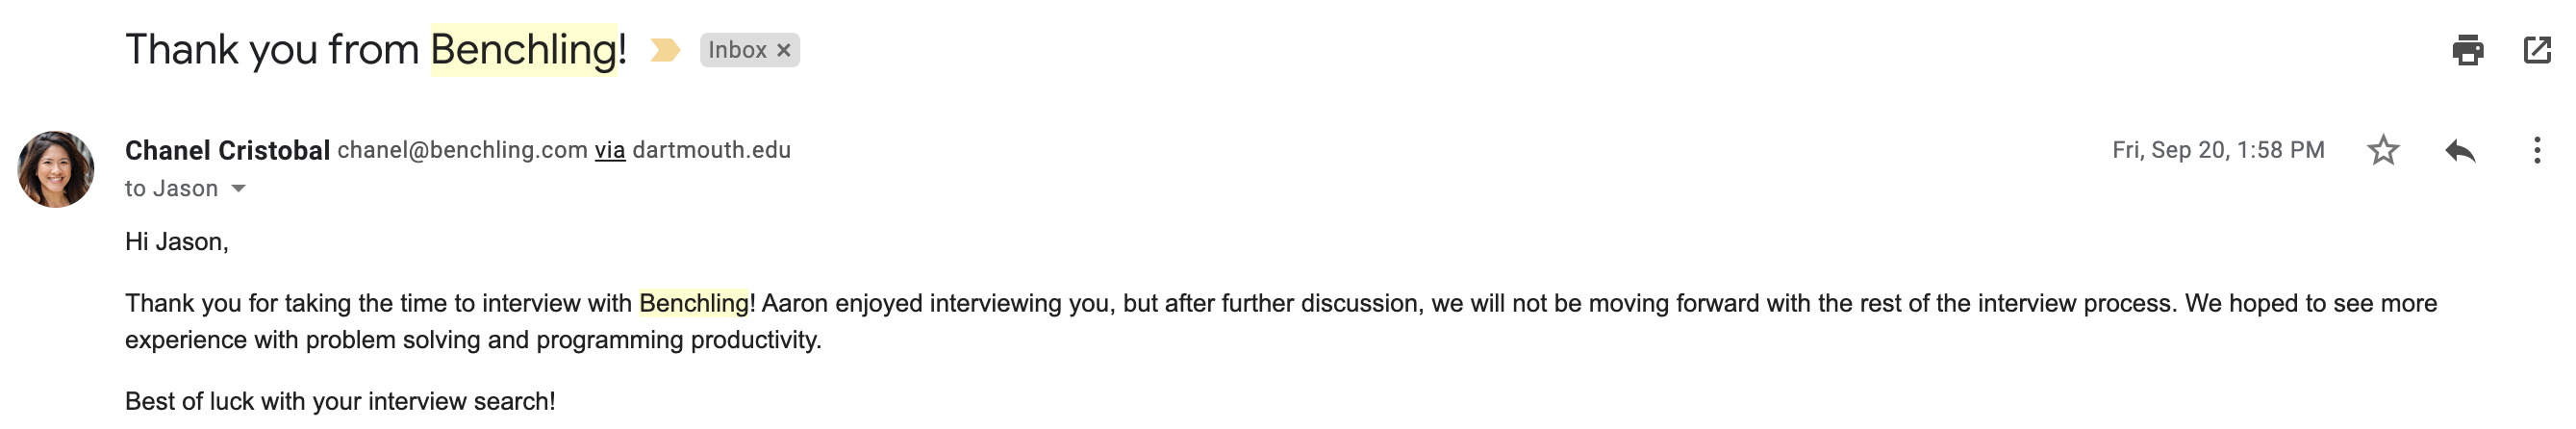 Thank you from Benchling! Inbox ×
Chanel Cristobal chanel@benchling.com via dartmouth.edu Fri, Sep 20, 1:58 PM
to Jason
Hi Jason,
Thank you for taking the time to interview with Benchling! Aaron enjoyed interviewing you, but after further discussion, we will not be moving forward with the rest of the interview process. We hoped to see more
experience with problem solving and programming productivity.
Best of luck with your interview search!